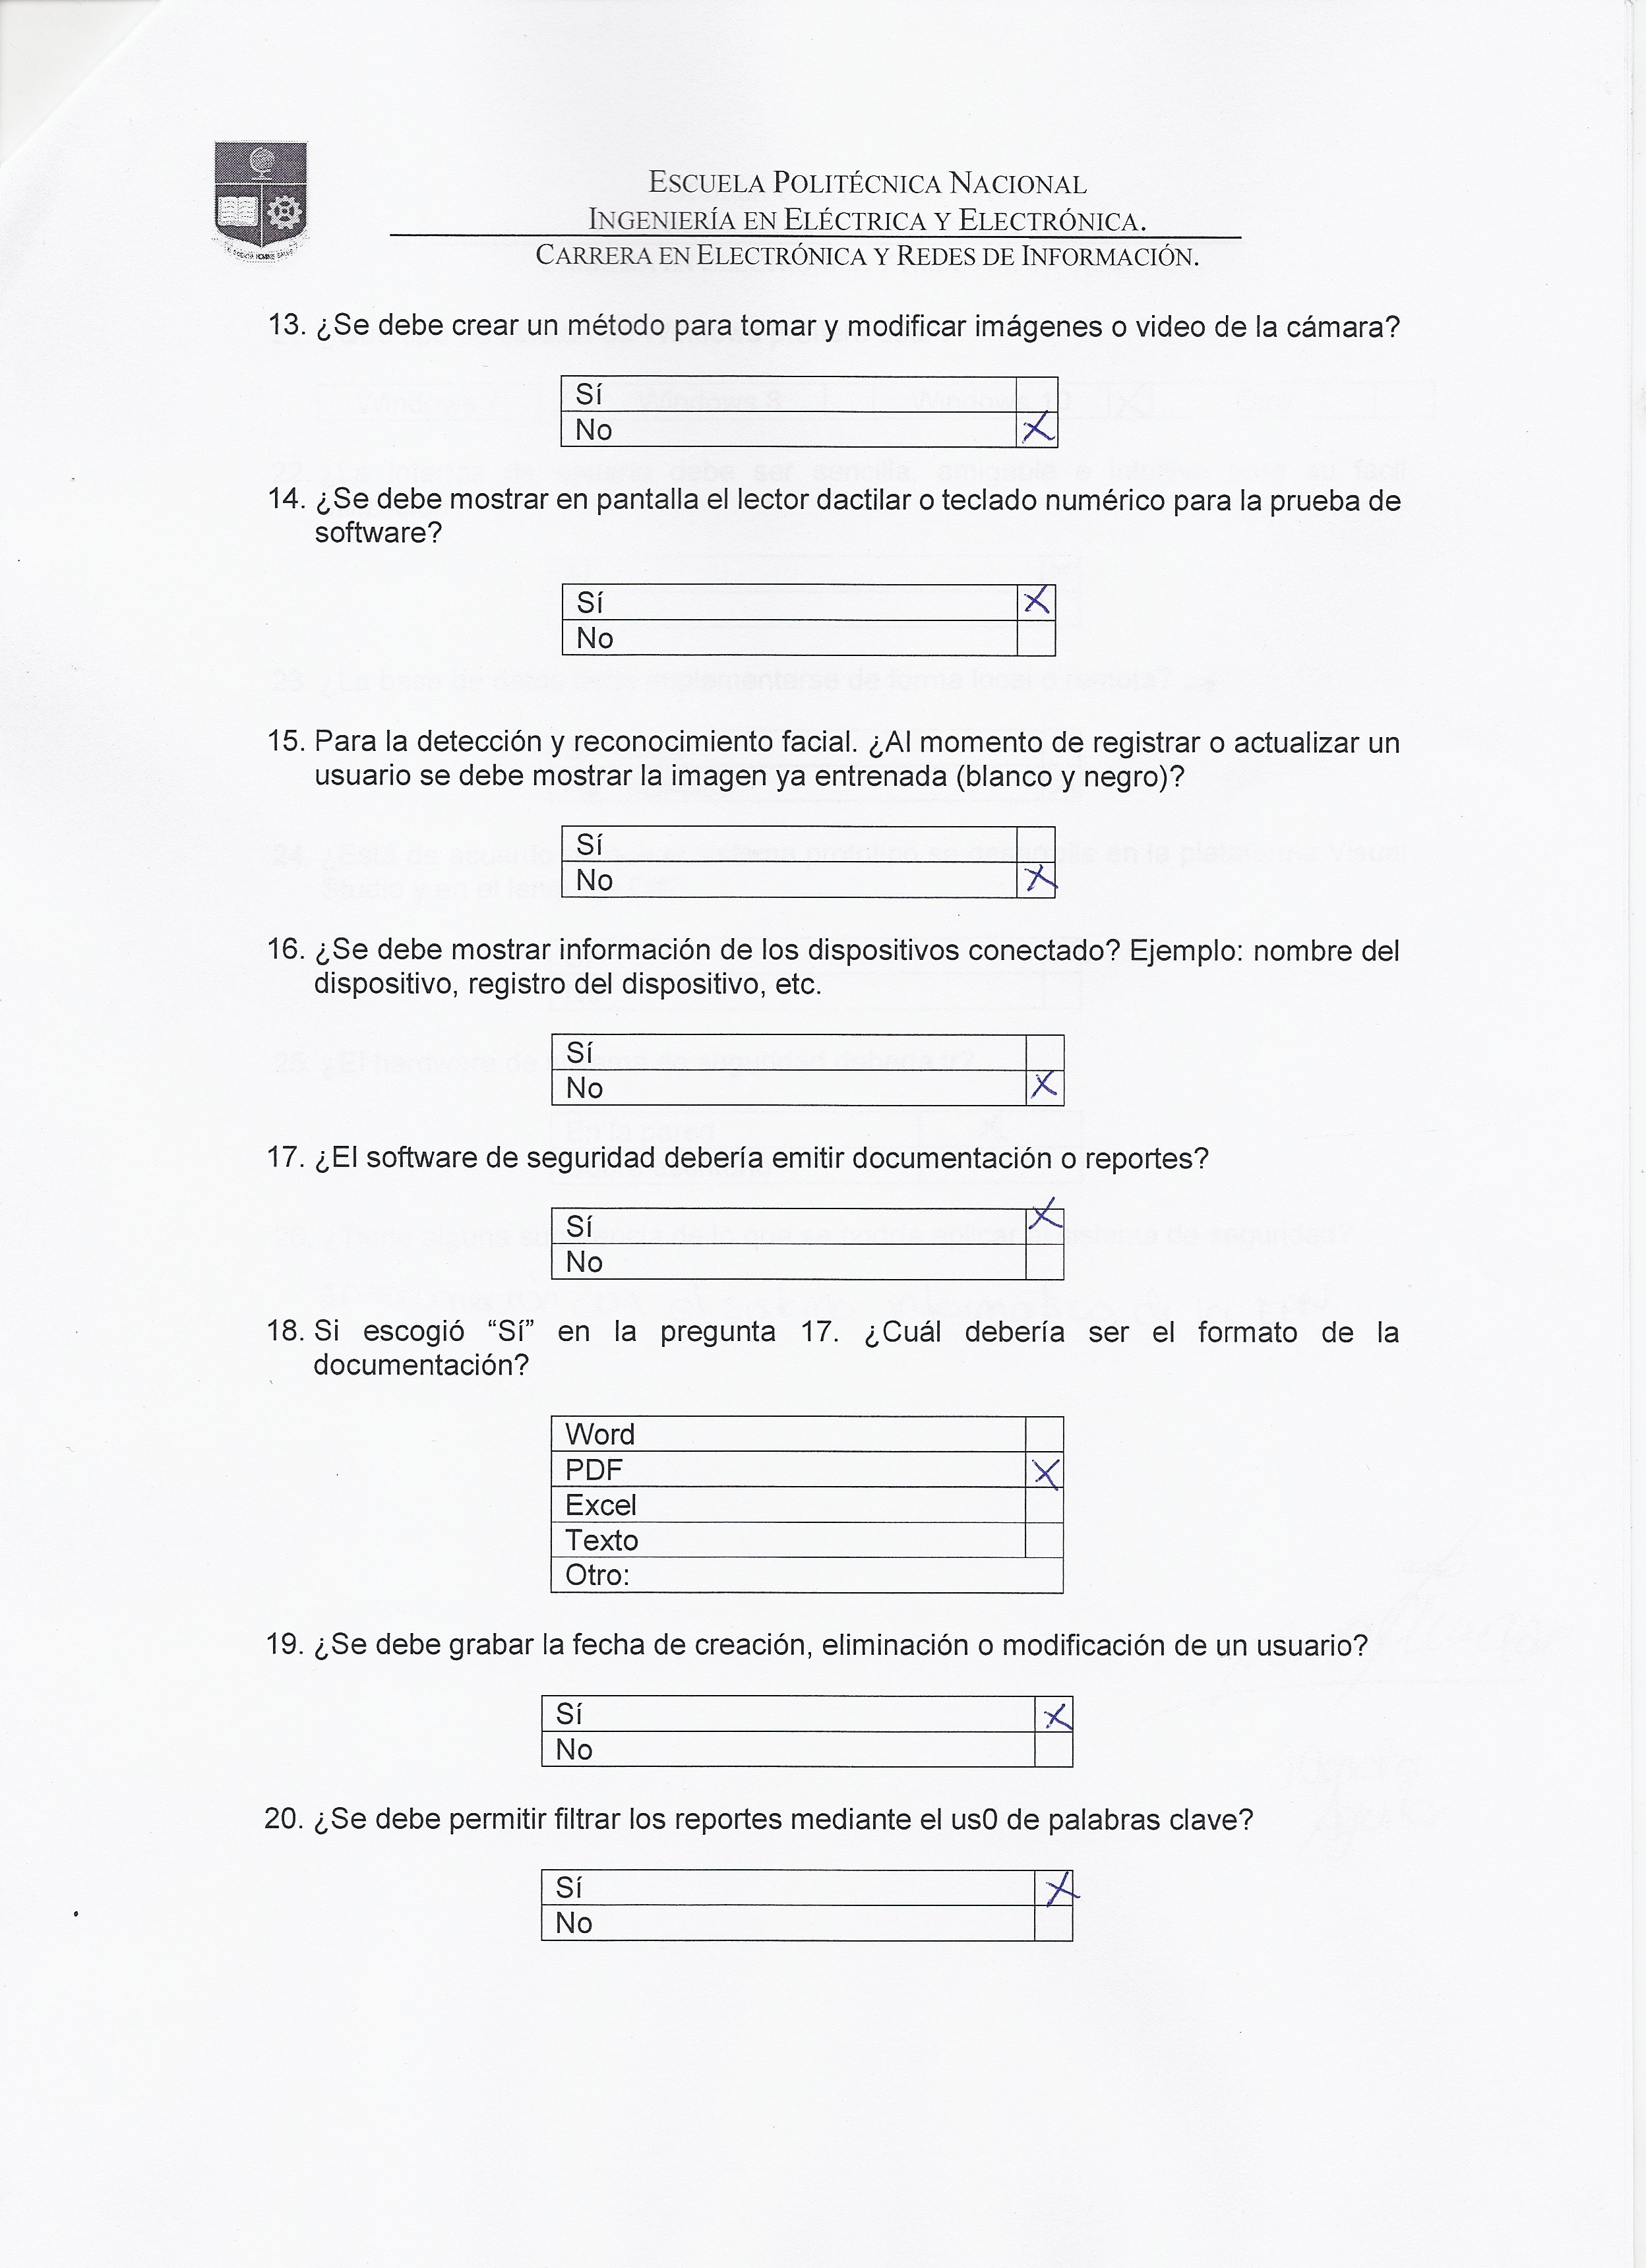 ESCUELA POLITÉCNICA NACIONAL
INGENIERÍA EN ELÉCTRICA Y ELECTRÓNICA.
CARRERA EN ELECTRÓNICA Y REDES DE INFORMACIÓN.
13. ¿Se debe crear un método para tomar y modificar imágenes o video de la cámara?
Sí
No X
14. ¿Se debe mostrar en pantalla el lector dactilar o teclado numérico para la prueba de
software?
Sí X
No
15. Para la detección y reconocimiento facial. ¿Al momento de registrar o actualizar un
usuario se debe mostrar la imagen ya entrenada (blanco y negro)?
Sí
No X
16. ¿Se debe mostrar información de los dispositivos conectado? Ejemplo: nombre del
dispositivo, registro del dispositivo, etc.
Sí
No X
17. ¿El software de seguridad debería emitir documentación o reportes?
Sí X
No
18. Si escogió “Sí” en la pregunta 17. ¿Cuál debería ser el formato de la
documentación?
Word
PDF X
Excel
Texto
Otro:
19. ¿Se debe grabar la fecha de creación, eliminación o modificación de un usuario?
Sí X
No
20. ¿Se debe permitir filtrar los reportes mediante el us0 de palabras clave?
Sí X
No